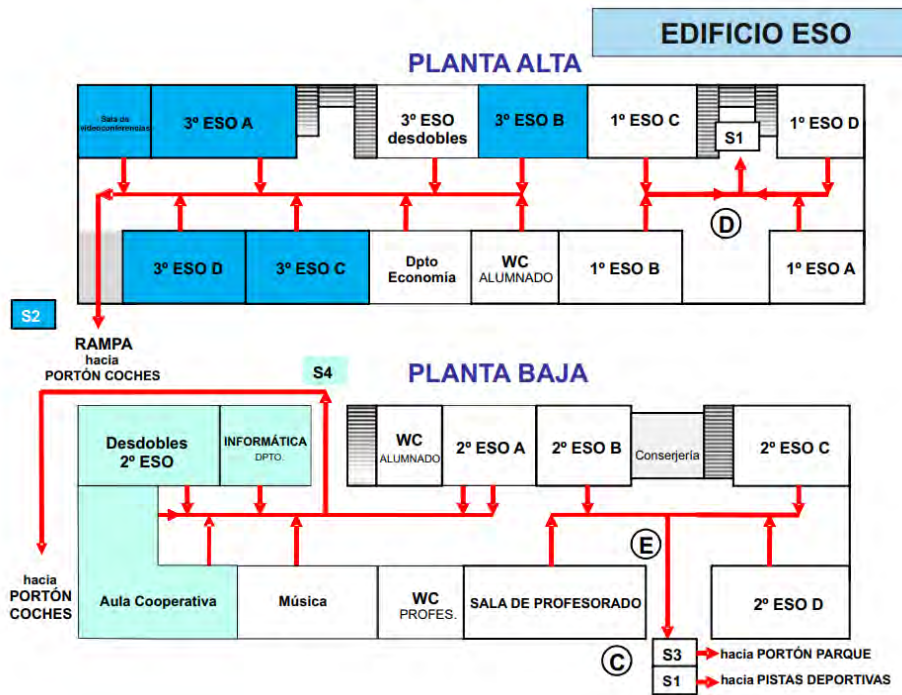 EDIFICIO ESO
PLANTA ALTA
Sala de
videoconferencias
3º ESO A
3º ESO
desdobles
3º ESO B
1º ESO C
S1
1º ESO D
D
3º ESO D
3º ESO C
Dpto
Economía
WC
ALUMNADO
1º ESO B
1º ESO A
S2
RAMPA
hacia
PORTÓN COCHES
S4
PLANTA BAJA
Desdobles
2º ESO
INFORMÁTICA
DPTO.
WC
ALUMNADO
2º ESO A
2º ESO B
Conserjería
2º ESO C
E
hacia
PORTÓN
COCHES
Aula Cooperativa
Música
WC
PROFES.
SALA DE PROFESORADO
2º ESO D
C
S3
hacia PORTÓN PARQUE
S1
hacia PISTAS DEPORTIVAS